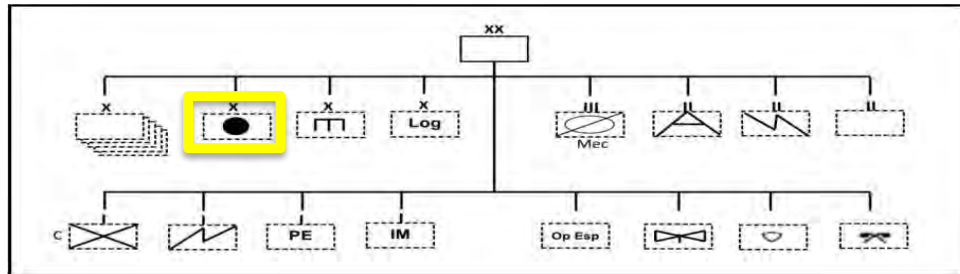 XX
X X X X III II II II
Log
Mec
C PE IM Op Esp